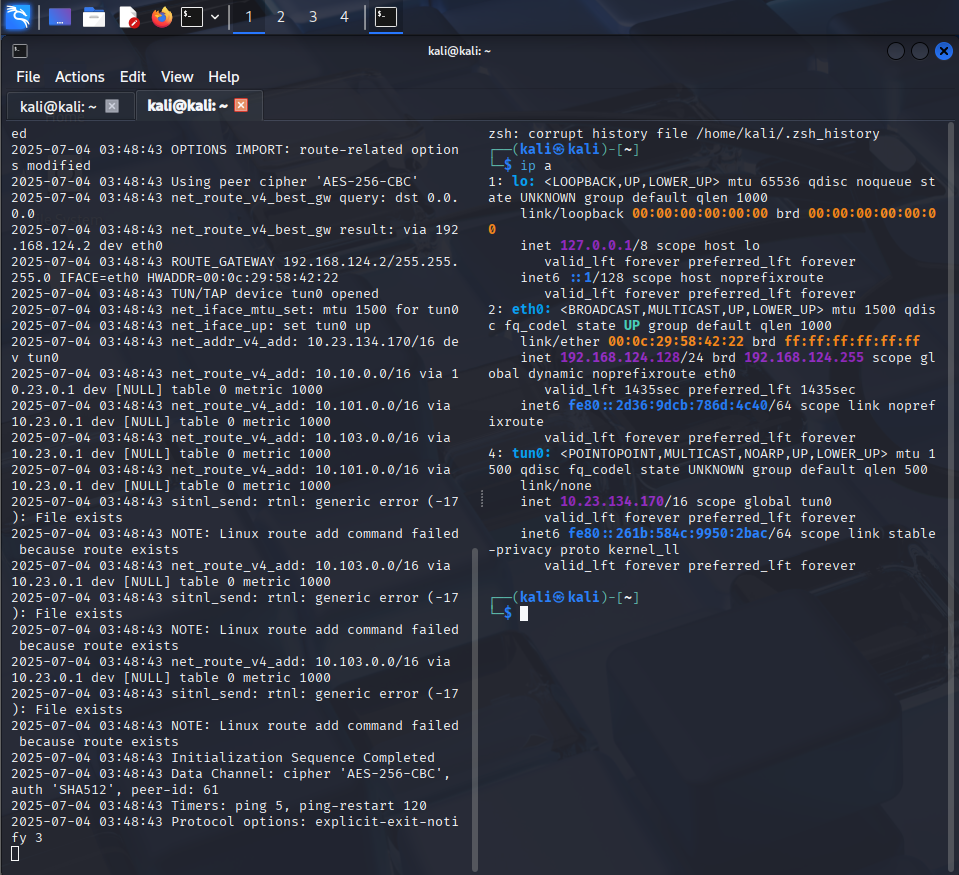 1
2
3
4
kali@kali: ~
File Actions Edit View Help
kali@kali: ~
kali@kali: ~
ed
2025-07-04 03:48:43 OPTIONS IMPORT: route-related option
s modified
2025-07-04 03:48:43 Using peer cipher 'AES-256-CBC'
2025-07-04 03:48:43 net_route_v4_best_gw query: dst 0.0.
0.0
2025-07-04 03:48:43 net_route_v4_best_gw result: via 192
.168.124.2 dev eth0
2025-07-04 03:48:43 ROUTE_GATEWAY 192.168.124.2/255.255.
255.0 IFACE=eth0 HWADDR=00:0c:29:58:42:22
2025-07-04 03:48:43 TUN/TAP device tun0 opened
2025-07-04 03:48:43 net_iface_mtu_set: mtu 1500 for tun0
2025-07-04 03:48:43 net_iface_up: set tun0 up
2025-07-04 03:48:43 net_addr_v4_add: 10.23.134.170/16 de
v tun0
2025-07-04 03:48:43 net_route_v4_add: 10.10.0.0/16 via 1
0.23.0.1 dev [NULL] table 0 metric 1000
2025-07-04 03:48:43 net_route_v4_add: 10.101.0.0/16 via
10.23.0.1 dev [NULL] table 0 metric 1000
2025-07-04 03:48:43 net_route_v4_add: 10.103.0.0/16 via
10.23.0.1 dev [NULL] table 0 metric 1000
2025-07-04 03:48:43 net_route_v4_add: 10.101.0.0/16 via
10.23.0.1 dev [NULL] table 0 metric 1000
2025-07-04 03:48:43 sitnl_send: rtnl: generic error (-17
): File exists
2025-07-04 03:48:43 NOTE: Linux route add command failed
because route exists
2025-07-04 03:48:43 net_route_v4_add: 10.103.0.0/16 via
10.23.0.1 dev [NULL] table 0 metric 1000
2025-07-04 03:48:43 sitnl_send: rtnl: generic error (-17
): File exists
2025-07-04 03:48:43 NOTE: Linux route add command failed
because route exists
2025-07-04 03:48:43 net_route_v4_add: 10.103.0.0/16 via
10.23.0.1 dev [NULL] table 0 metric 1000
2025-07-04 03:48:43 sitnl_send: rtnl: generic error (-17
): File exists
2025-07-04 03:48:43 NOTE: Linux route add command failed
because route exists
2025-07-04 03:48:43 Initialization Sequence Completed
2025-07-04 03:48:43 Data Channel: cipher 'AES-256-CBC',
auth 'SHA512', peer-id: 61
2025-07-04 03:48:43 Timers: ping 5, ping-restart 120
2025-07-04 03:48:43 Protocol options: explicit-exit-noti
fy 3
zsh: corrupt history file /home/kali/.zsh_history
┌──(kali㉿kali)-[~]
└─$ ip a
1: lo: <LOOPBACK,UP,LOWER_UP> mtu 65536 qdisc noqueue st
ate UNKNOWN group default qlen 1000
link/loopback 00:00:00:00:00:00 brd 00:00:00:00:00:0
0
inet 127.0.0.1/8 scope host lo
valid_lft forever preferred_lft forever
inet6 ::1/128 scope host noprefixroute
valid_lft forever preferred_lft forever
2: eth0: <BROADCAST,MULTICAST,UP,LOWER_UP> mtu 1500 qdis
c fq_codel state UP group default qlen 1000
link/ether 00:0c:29:58:42:22 brd ff:ff:ff:ff:ff:ff
inet 192.168.124.128/24 brd 192.168.124.255 scope gl
obal dynamic noprefixroute eth0
valid_lft 1435sec preferred_lft 1435sec
inet6 fe80::2d36:9dcb:786d:4c40/64 scope link nopref
ixroute
valid_lft forever preferred_lft forever
4: tun0: <POINTOPOINT,MULTICAST,NOARP,UP,LOWER_UP> mtu 1
500 qdisc fq_codel state UNKNOWN group default qlen 500
link/none
inet 10.23.134.170/16 scope global tun0
valid_lft forever preferred_lft forever
inet6 fe80::261b:584c:9950:2bac/64 scope link stable
-privacy proto kernel_ll
valid_lft forever preferred_lft forever
┌──(kali㉿kali)-[~]
└─$